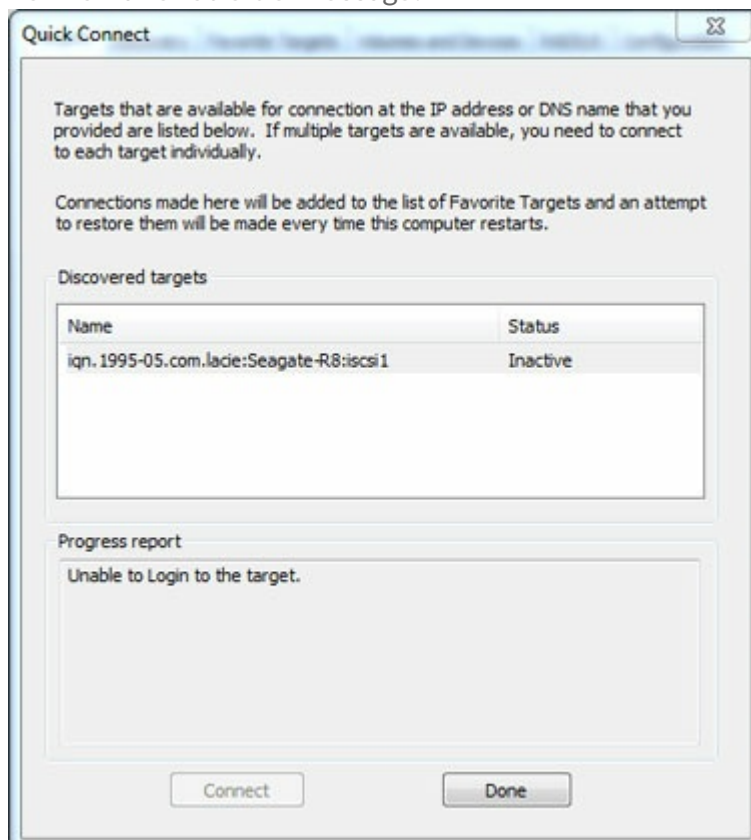 Quick Connect
Favorite Targets
Targets that are available for connection at the IP address or DNS name that you
provided are listed below. If multiple targets are available, you need to connect
to each target individually.
Connections made here will be added to the list of Favorite Targets and an attempt
to restore them will be made every time this computer restarts.
Discovered targets
Name Status
iqn.1995-05.com.lacie:Seagate-R8:iscsi1 Inactive
Progress report
Unable to Login to the target.
Connect Done